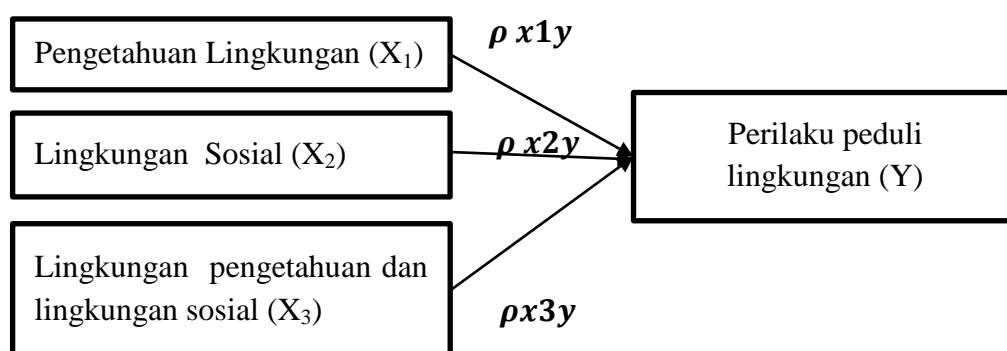 ρ x1y
Pengetahuan Lingkungan (X₁)
Lingkungan Sosial (X₂)
ρ x2y
Perilaku peduli
lingkungan (Y)
Lingkungan pengetahuan dan
lingkungan sosial (X₃)
ρx3y